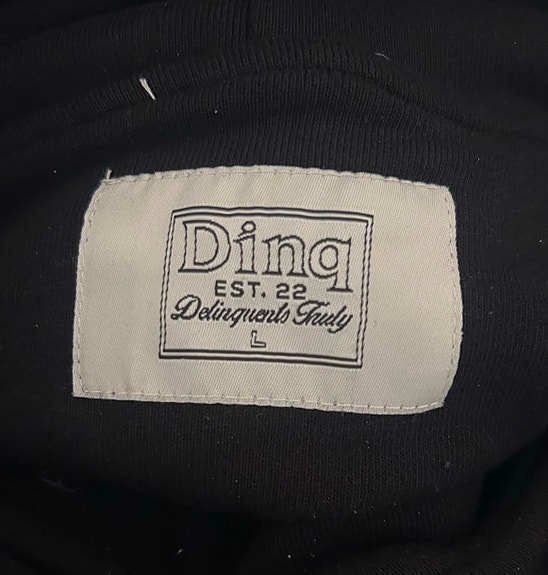 Dinq
EST. 22
Delinquents Truly
L